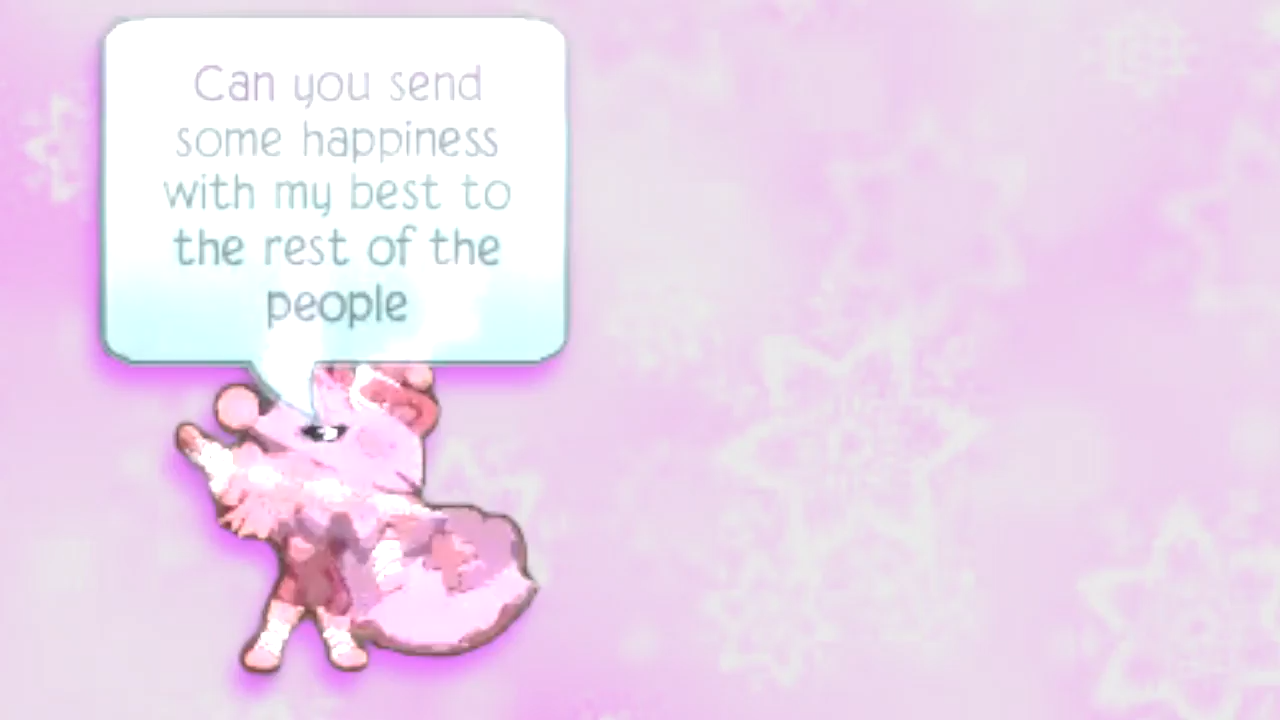 Can you send
some happiness
with my best to
the rest of the
people